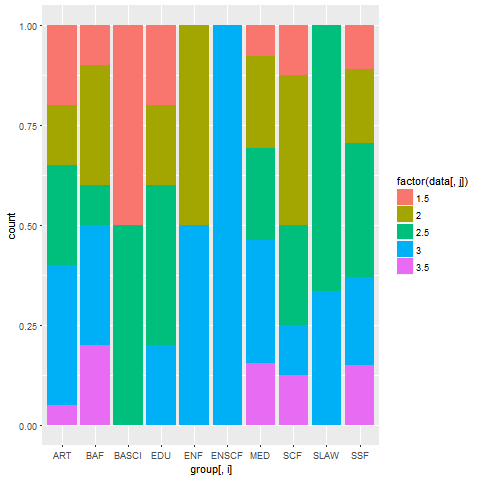 1.00
0.75
0.50
0.25
0.00
count
ART BAF BASCI EDU ENF ENSCF MED SCF SLAW SSF
group[, i]
factor(data[, j])
1.5
2
2.5
3
3.5